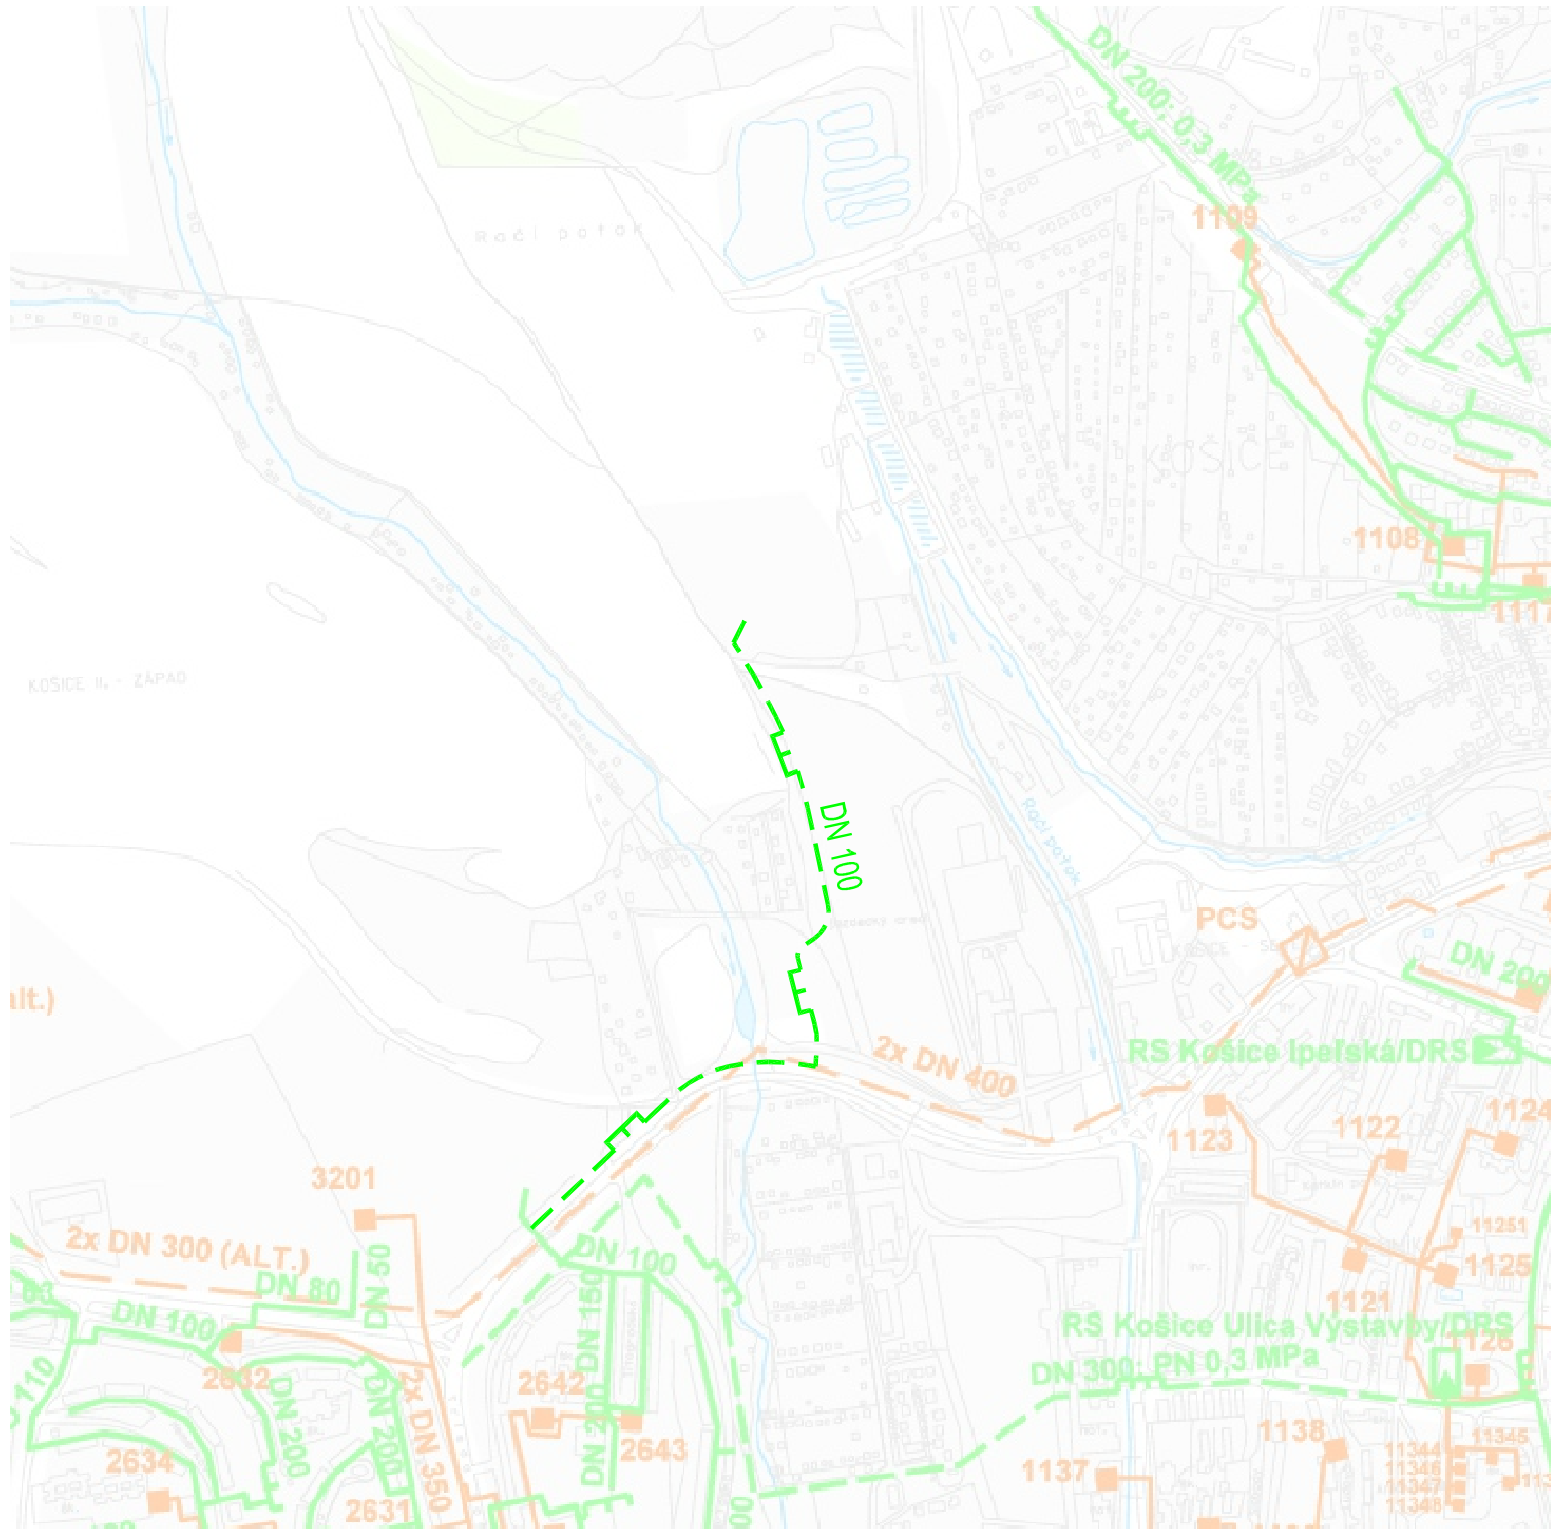 DN 200; 0,3 MPa
1109
Račí potok
KOŠICE
1108
1117
KOŠICE II. - ZÁPAD
DN 100
Račí potok
PCS
DN 200
alt.)
2x DN 400
RS Košice Ipeľská/DRS
1123
1122
1124
3201
11251
2x DN 300 (ALT.)
DN 100
1125
DN 80
DN 50
DN 150
1121
DN 100
RS Košice Ulica Výstavby/DRS
1126
DN 300; PN 0,3 MPa
110
2632
2642
DN 200
DN 200
2x DN 350
DN 200
2643
1138
11345
11344
11346
11347
11348
2634
1137
2631